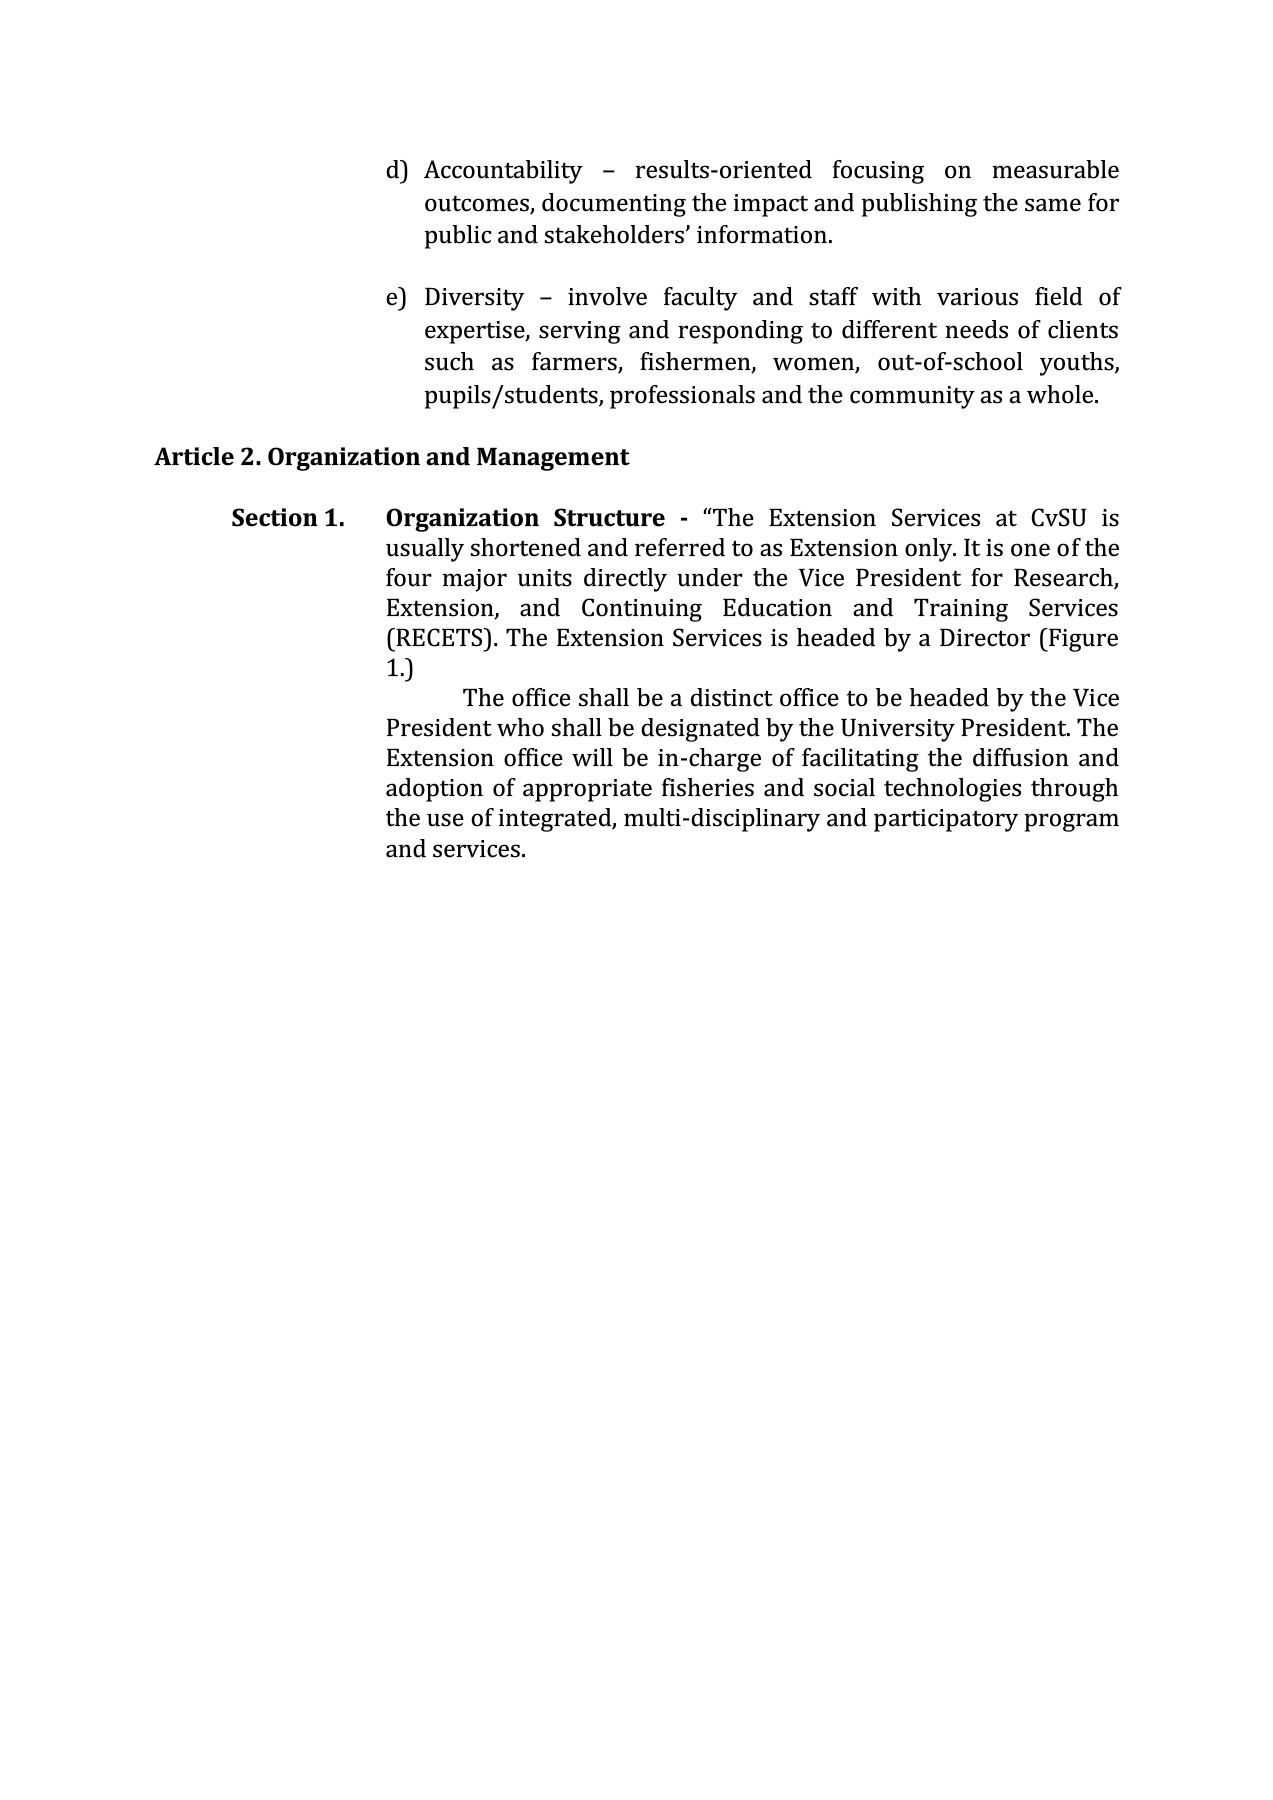 d) Accountability – results-oriented focusing on measurable
outcomes, documenting the impact and publishing the same for
public and stakeholders’ information.
e) Diversity – involve faculty and staff with various field of
expertise, serving and responding to different needs of clients
such as farmers, fishermen, women, out-of-school youths,
pupils/students, professionals and the community as a whole.
Article 2. Organization and Management
Section 1. Organization Structure - “The Extension Services at CvSU is
usually shortened and referred to as Extension only. It is one of the
four major units directly under the Vice President for Research,
Extension, and Continuing Education and Training Services
(RECETS). The Extension Services is headed by a Director (Figure
1.)
The office shall be a distinct office to be headed by the Vice
President who shall be designated by the University President. The
Extension office will be in-charge of facilitating the diffusion and
adoption of appropriate fisheries and social technologies through
the use of integrated, multi-disciplinary and participatory program
and services.